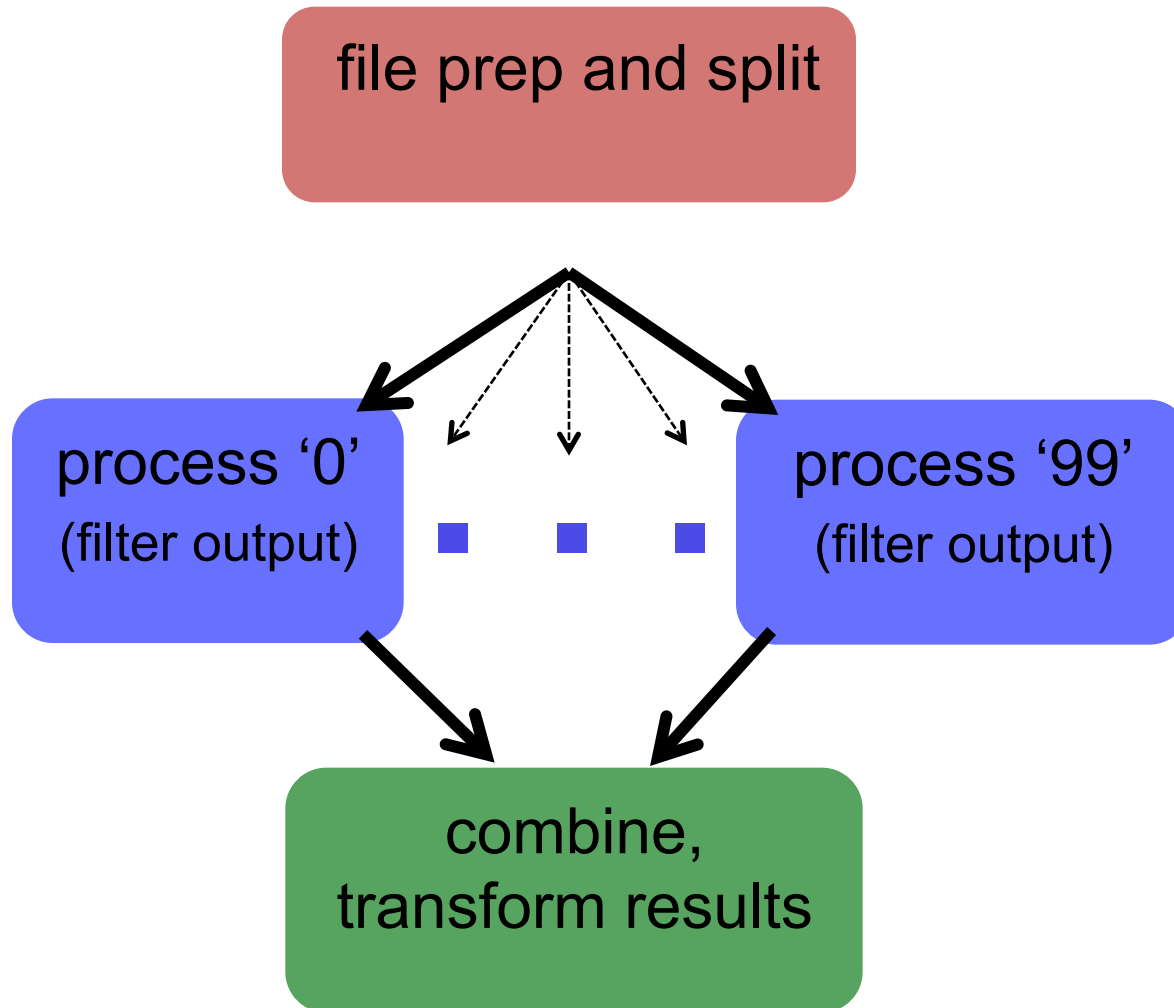 file prep and split
process ‘0’
(filter output)
process ‘99’
(filter output)
combine,
transform results